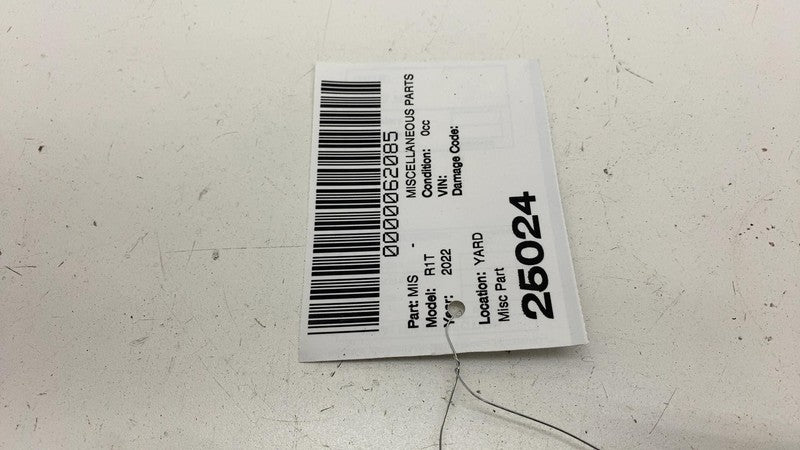 0000062085
Part: MIS - MISCELLANEOUS PARTS
Model: R1T Condition: 0cc
Year: 2022 VIN:
Damage Code:
Location: YARD
Misc Part
25024